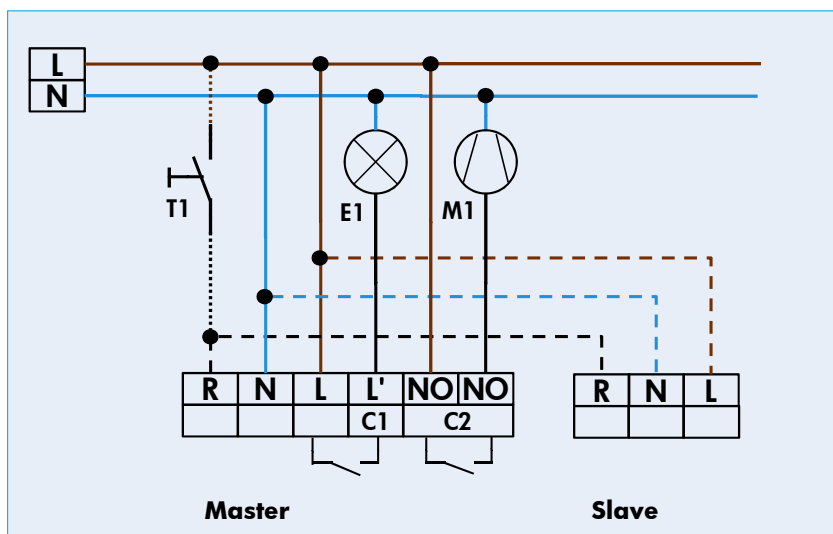 L
N
T1
E1
M1
R N L L' NO NO
C1 C2
R N L
Master
Slave